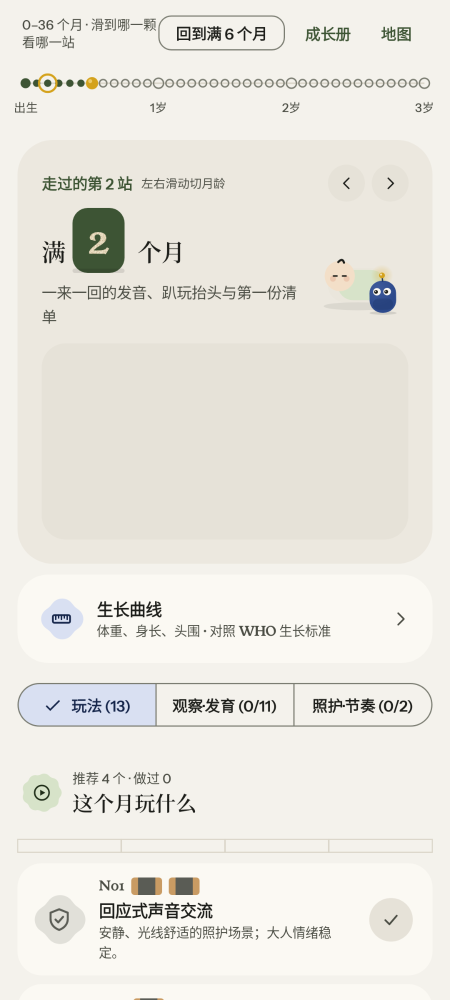 0–36 个月 · 滑到哪一颗
看哪一站
回到满 6 个月
成长册
地图
出生
1岁
2岁
3岁
走过的第 2 站
左右滑动切月龄
满 2 个月
一来一回的发音、趴玩抬头与第一份清
单
生长曲线
体重、身长、头围 · 对照 WHO 生长标准
玩法 (13)
观察·发育 (0/11)
照护·节奏 (0/2)
推荐 4 个 · 做过 0
这个月玩什么
No1
回应式声音交流
安静、光线舒适的照护场景；大人情绪稳
定。